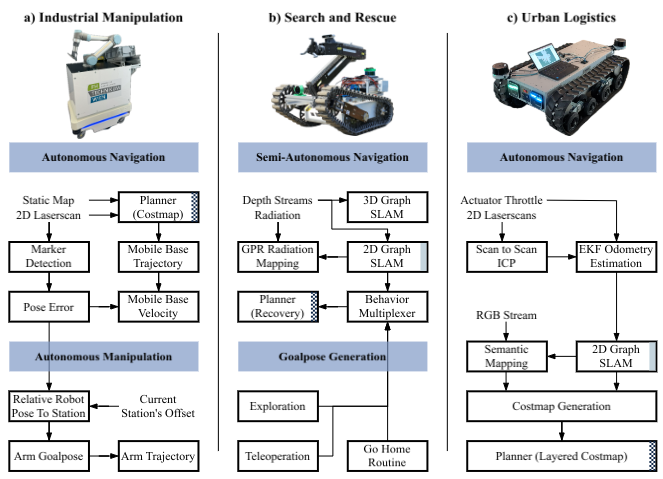 a) Industrial Manipulation
b) Search and Rescue
c) Urban Logistics
Autonomous Navigation
Static Map
2D Laserscan
Planner
(Costmap)
Marker
Detection
Mobile Base
Trajectory
Pose Error
Mobile Base
Velocity
Autonomous Manipulation
Relative Robot
Pose To Station
Current
Station's Offset
Arm Goalpose
Arm Trajectory
Semi-Autonomous Navigation
Depth Streams
Radiation
3D Graph
SLAM
GPR Radiation
Mapping
2D Graph
SLAM
Planner
(Recovery)
Behavior
Multiplexer
Goalpose Generation
Exploration
Teleoperation
Go Home
Routine
Autonomous Navigation
Actuator Throttle
2D Laserscans
Scan to Scan
ICP
EKF Odometry
Estimation
RGB Stream
Semantic
Mapping
2D Graph
SLAM
Costmap Generation
Planner (Layered Costmap)